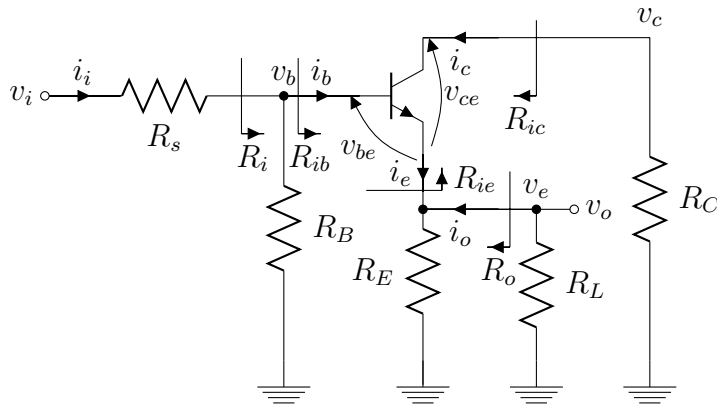 v_c
i_i v_b i_b i_c
v_i v_ce
R_s R_i R_ib v_be R_ic
i_e R_ie
R_C
v_e v_o
R_B i_o
R_E R_o R_L